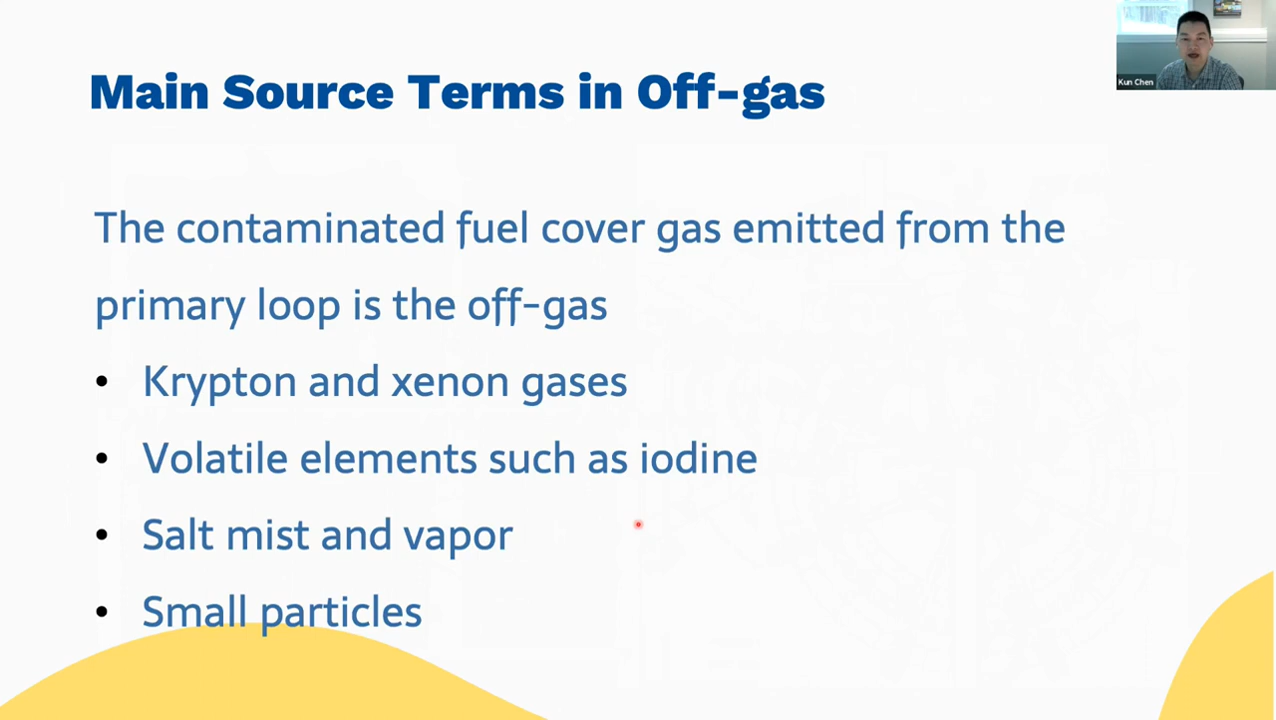 Main Source Terms in Off-gas
Kun Chen
The contaminated fuel cover gas emitted from the
primary loop is the off-gas
• Krypton and xenon gases
• Volatile elements such as iodine
• Salt mist and vapor
• Small particles